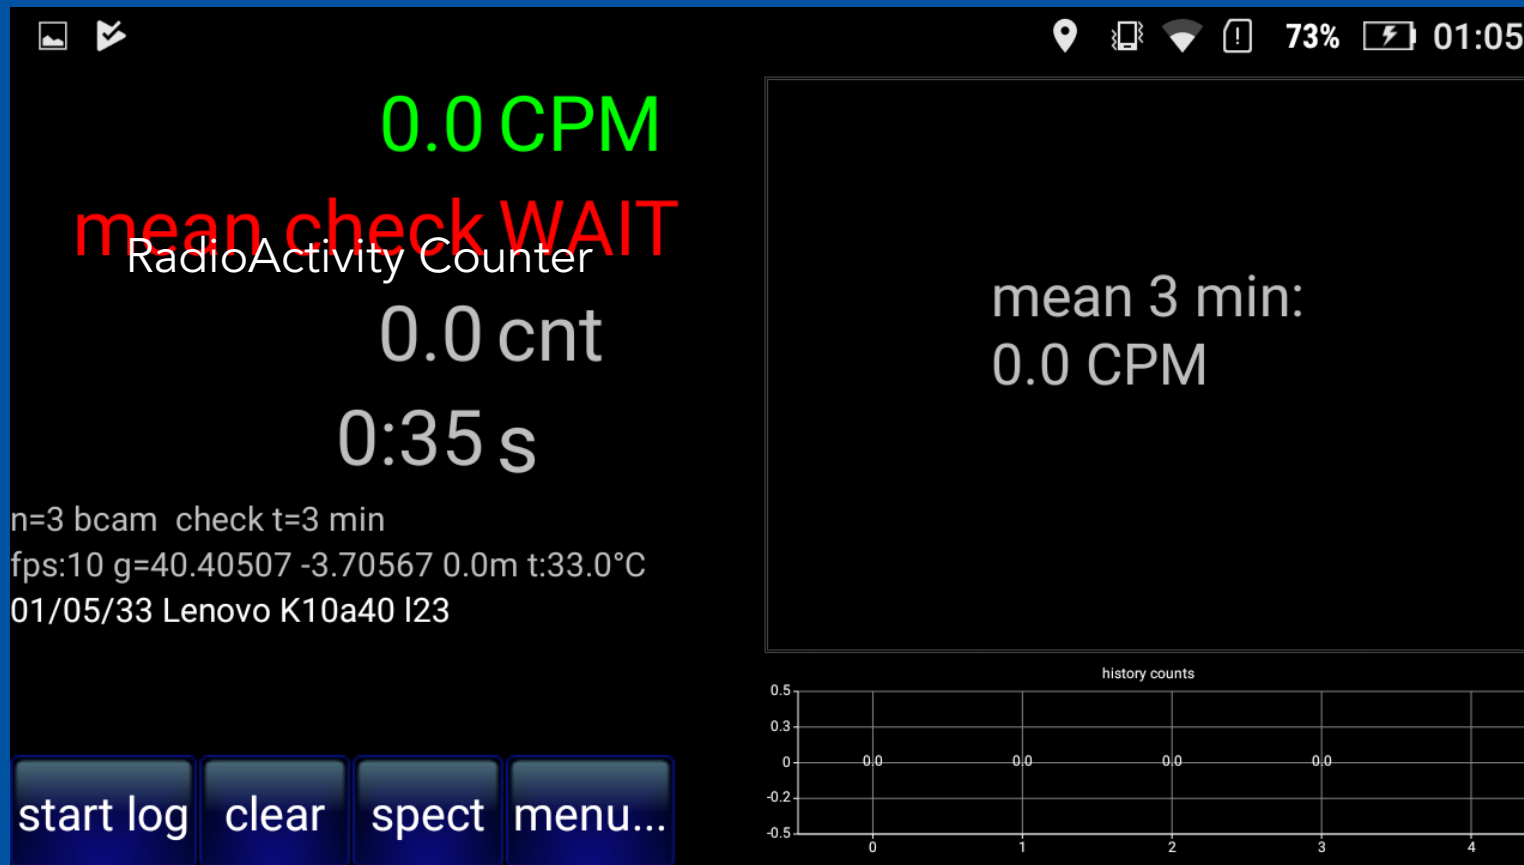 73% 01:05
0.0 CPM
mean check WAIT
RadioActivity Counter
0.0 cnt
0:35 s
n=3 bcam check t=3 min
fps:10 g=40.40507 -3.70567 0.0m t:33.0°C
01/05/33 Lenovo K10a40 l23
start log clear spect menu...
mean 3 min:
0.0 CPM
history counts
0.5
0.3
0
-0.2
-0.5
0.0 0.0 0.0 0.0
0 1 2 3 4